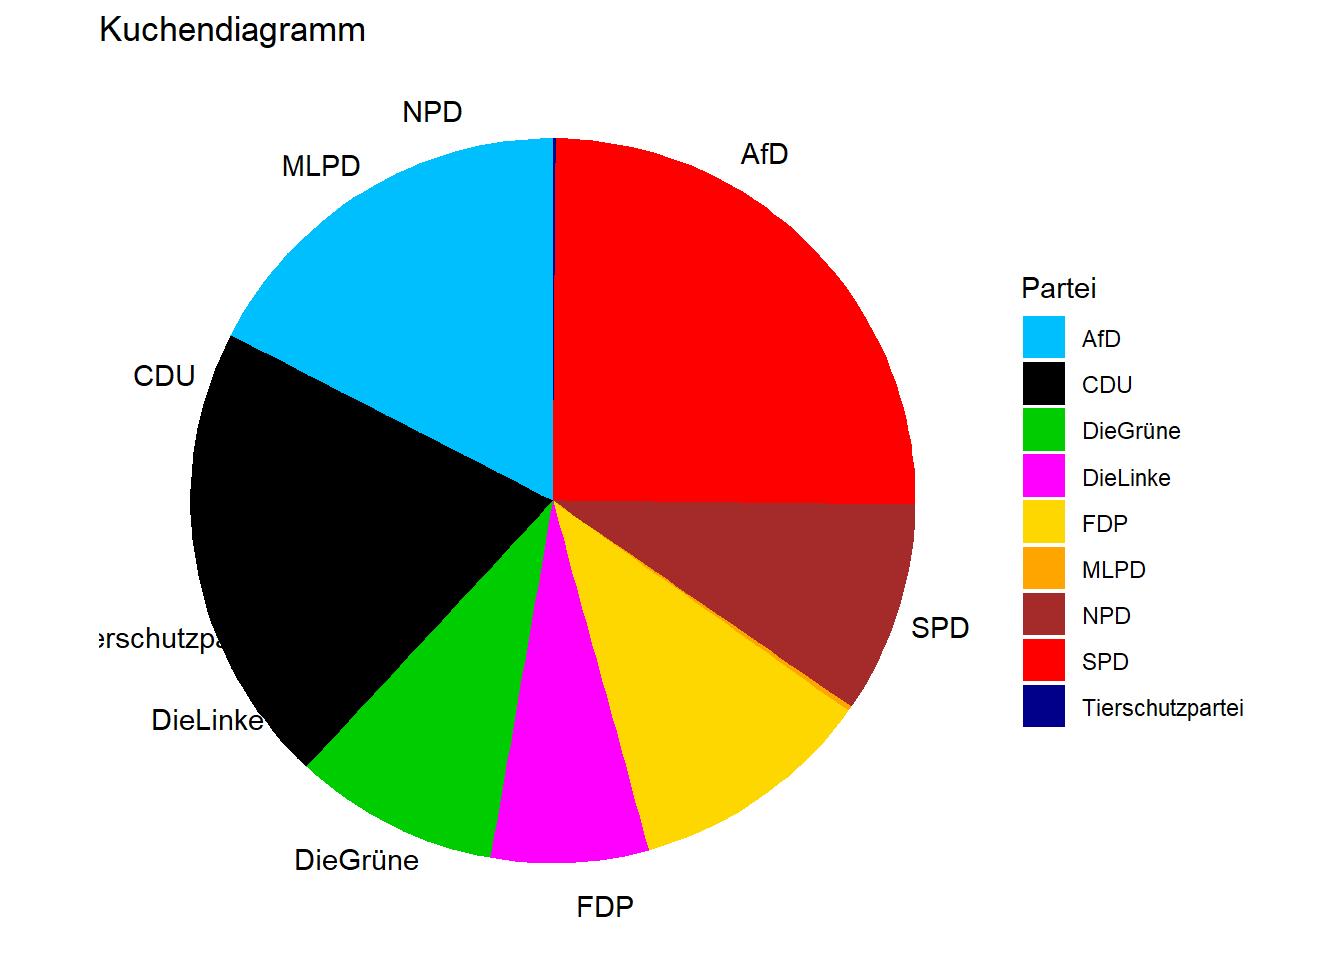 Kuchendiagramm
NPD
AfD
MLPD
CDU
SPD
erschutzpa
DieLinke
DieGrüne
FDP
Partei
AfD
CDU
DieGrüne
DieLinke
FDP
MLPD
NPD
SPD
Tierschutzpartei